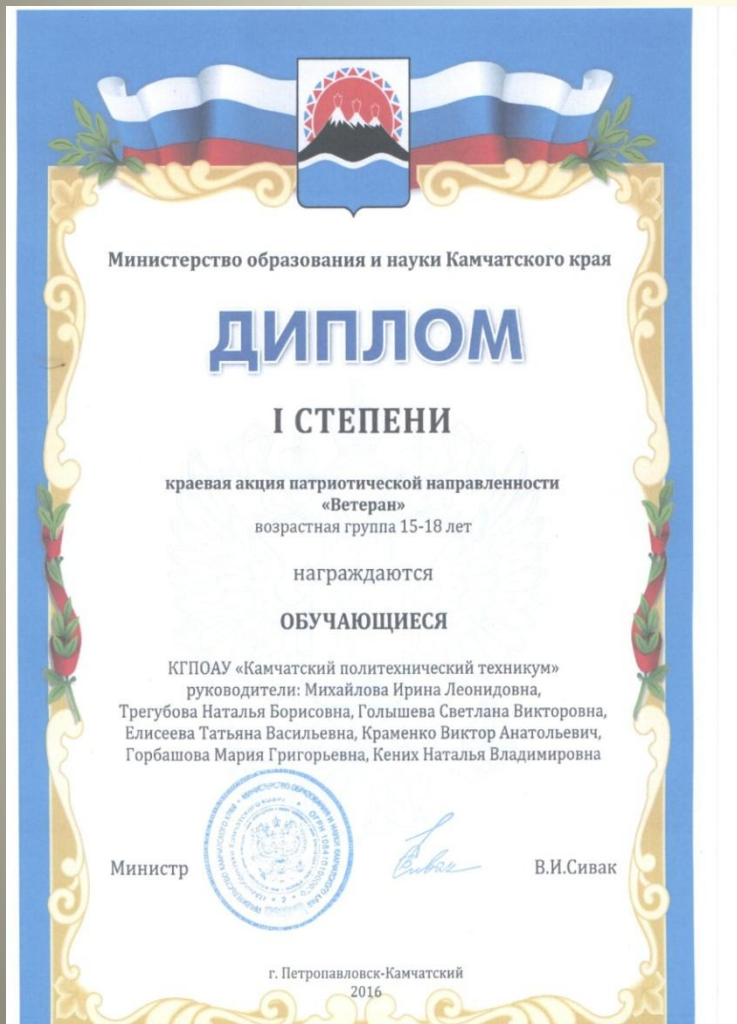 Министерство образования и науки Камчатского края
ДИПЛОМ
I СТЕПЕНИ
краевая акция патриотической направленности
«Ветеран»
возрастная группа 15-18 лет
награждаются
ОБУЧАЮЩИЕСЯ
КГПОАУ «Камчатский политехнический техникум»
руководители: Михайлова Ирина Леонидовна,
Трегубова Наталья Борисовна, Голышева Светлана Викторовна,
Елисеева Татьяна Васильевна, Краменко Виктор Анатольевич,
Горбашова Мария Григорьевна, Кених Наталья Владимировна
Министр
В.И.Сивак
г. Петропавловск-Камчатский
2016